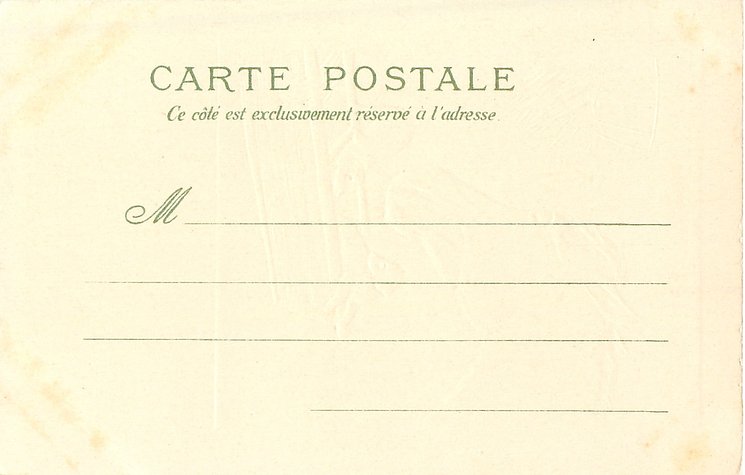 CARTE POSTALE
Ce côté est exclusivement réservé à l'adresse.
M